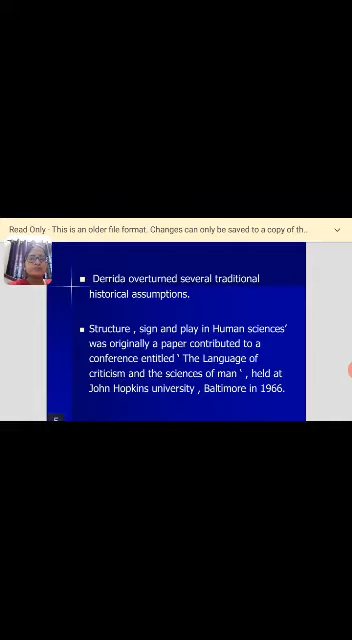 Read Only - This is an older file format. Changes can only be saved to a copy of th...
Derrida overturned several traditional
historical assumptions.
Structure , sign and play in Human sciences’
was originally a paper contributed to a
conference entitled ‘ The Language of
criticism and the sciences of man ‘ , held at
John Hopkins university , Baltimore in 1966.